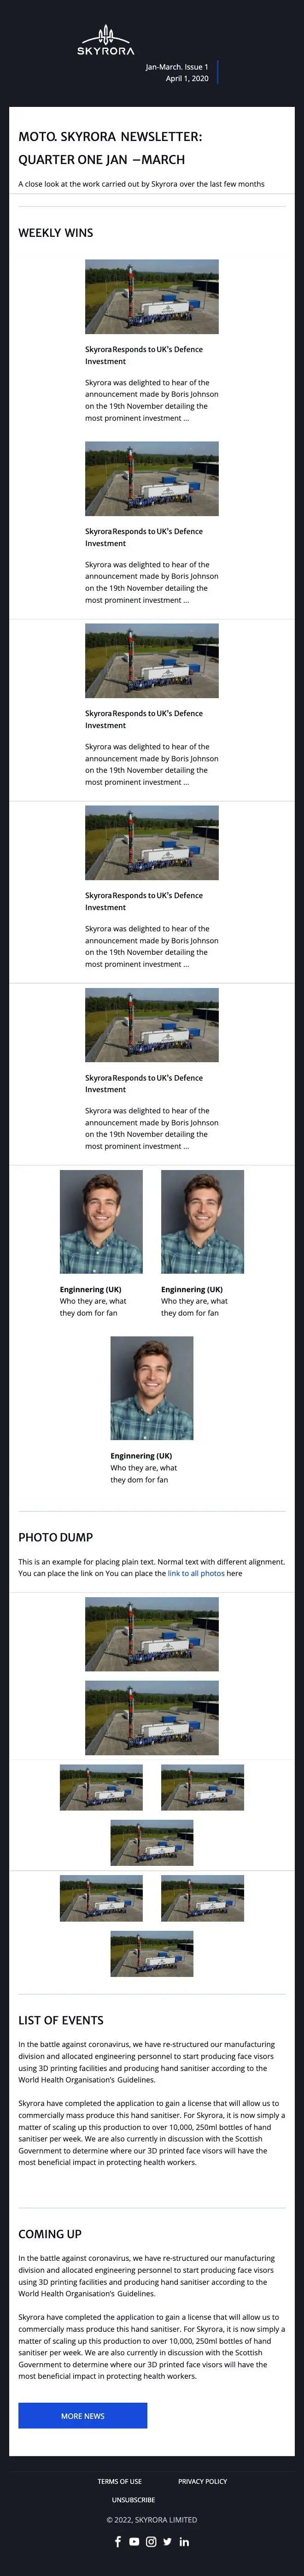 SKYRORA
Jan-March. Issue 1
April 1, 2020
MOTO. SKYRORA NEWSLETTER:
QUARTER ONE JAN –MARCH
A close look at the work carried out by Skyrora over the last few months
WEEKLY WINS
Skyrora Responds to UK's Defence
Investment
Skyrora was delighted to hear of the
announcement made by Boris Johnson
on the 19th November detailing the
most prominent investment ...
Skyrora Responds to UK's Defence
Investment
Skyrora was delighted to hear of the
announcement made by Boris Johnson
on the 19th November detailing the
most prominent investment ...
Skyrora Responds to UK's Defence
Investment
Skyrora was delighted to hear of the
announcement made by Boris Johnson
on the 19th November detailing the
most prominent investment ...
Skyrora Responds to UK's Defence
Investment
Skyrora was delighted to hear of the
announcement made by Boris Johnson
on the 19th November detailing the
most prominent investment ...
Skyrora Responds to UK's Defence
Investment
Skyrora was delighted to hear of the
announcement made by Boris Johnson
on the 19th November detailing the
most prominent investment ...
Enginnering (UK) Enginnering (UK)
Who they are, what Who they are, what
they dom for fan they dom for fan
Enginnering (UK)
Who they are, what
they dom for fan
PHOTO DUMP
This is an example for placing plain text. Normal text with different alignment.
You can place the link on You can place the link to all photos here
LIST OF EVENTS
In the battle against coronavirus, we have re-structured our manufacturing
division and allocated engineering personnel to start producing face visors
using 3D printing facilities and producing hand sanitiser according to the
World Health Organisation's Guidelines.
Skyrora have completed the application to gain a license that will allow us to
commercially mass produce this hand sanitiser. For Skyrora, it is now simply a
matter of scaling up this production to over 10,000, 250ml bottles of hand
sanitiser per week. We are also currently in discussion with the Scottish
Government to determine where our 3D printed face visors will have the
most beneficial impact in protecting health workers.
COMING UP
In the battle against coronavirus, we have re-structured our manufacturing
division and allocated engineering personnel to start producing face visors
using 3D printing facilities and producing hand sanitiser according to the
World Health Organisation's Guidelines.
Skyrora have completed the application to gain a license that will allow us to
commercially mass produce this hand sanitiser. For Skyrora, it is now simply a
matter of scaling up this production to over 10,000, 250ml bottles of hand
sanitiser per week. We are also currently in discussion with the Scottish
Government to determine where our 3D printed face visors will have the
most beneficial impact in protecting health workers.
MORE NEWS
TERMS OF USE PRIVACY POLICY
UNSUBSCRIBE
© 2022, SKYRORA LIMITED